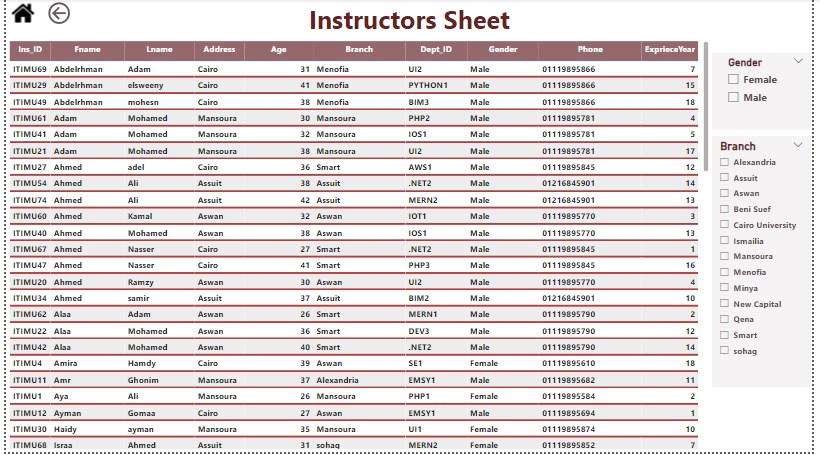 Instructors Sheet
Ins_ID Fname Lname Address Age Branch Dept_ID Gender Phone ExprieceYear
ITIMU69 Abdelrhman Adam Cairo 31 Menofia UI2 Male 01119895866 7
ITIMU29 Abdelrhman elsweeny Cairo 41 Menofia PYTHON1 Male 01119895866 15
ITIMU49 Abdelrhman mohesn Cairo 38 Menofia BIM3 Male 01119895866 18
ITIMU61 Adam Mohamed Mansoura 30 Mansoura PHP2 Male 01119895781 4
ITIMU41 Adam Mohamed Mansoura 32 Mansoura IOS1 Male 01119895781 5
ITIMU21 Adam Mohamed Mansoura 38 Mansoura UI2 Male 01119895781 17
ITIMU27 Ahmed adel Cairo 36 Smart AWS1 Male 01119895845 12
ITIMU54 Ahmed Ali Assuit 38 Assuit .NET2 Male 01216845901 14
ITIMU74 Ahmed Ali Assuit 42 Assuit MERN2 Male 01216845901 13
ITIMU60 Ahmed Kamal Aswan 32 Aswan IOT1 Male 01119895770 3
ITIMU40 Ahmed Mohamed Aswan 38 Aswan IOS1 Male 01119895770 13
ITIMU67 Ahmed Nasser Cairo 27 Smart .NET2 Male 01119895845 1
ITIMU47 Ahmed Nasser Cairo 41 Smart PHP3 Male 01119895845 16
ITIMU20 Ahmed Ramzy Aswan 30 Aswan UI2 Male 01119895770 4
ITIMU34 Ahmed samir Assuit 37 Assuit BIM2 Male 01216845901 10
ITIMU62 Alaa Adam Aswan 26 Smart MERN1 Male 01119895790 2
ITIMU22 Alaa Mohamed Aswan 36 Smart DEV3 Male 01119895790 12
ITIMU42 Alaa Mohamed Aswan 40 Smart .NET2 Male 01119895790 14
ITIMU4 Amira Hamdy Cairo 39 Aswan SE1 Female 01119895610 18
ITIMU11 Amr Ghonim Mansoura 37 Alexandria EMSY1 Male 01119895682 11
ITIMU1 Aya Ali Mansoura 26 Mansoura PHP1 Female 01119895584 2
ITIMU12 Ayman Gomaa Cairo 27 Aswan EMSY1 Male 01119895694 1
ITIMU30 Haidy ayman Mansoura 35 Mansoura UI1 Female 01119895874 10
ITIMU68 Israa Ahmed Assuit 31 sohag MERN2 Female 01119895852 7
Gender
Female
Male
Branch
Alexandria
Assuit
Aswan
Beni Suef
Cairo University
Ismailia
Mansoura
Menofia
Minya
New Capital
Qena
Smart
sohag